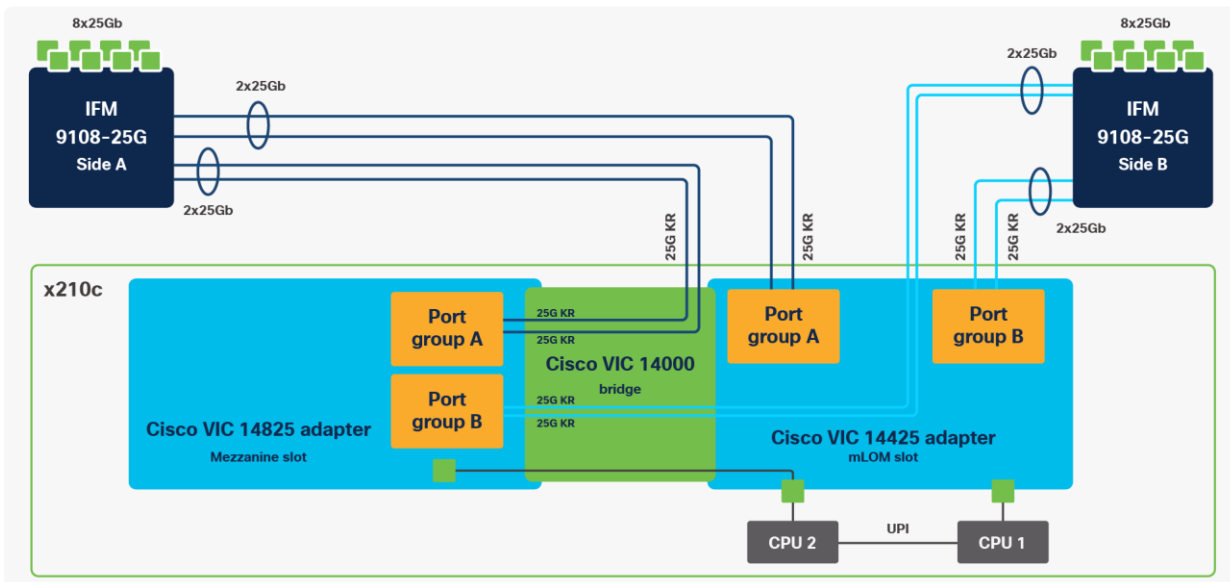 8x25Gb
8x25Gb
2x25Gb
2x25Gb
IFM
9108-25G
Side A
IFM
9108-25G
Side B
2x25Gb
2x25Gb
25G KR
25G KR
25G KR
25G KR
x210c
Port
group A
25G KR
25G KR
Port
group A
Port
group B
Cisco VIC 14000
bridge
Port
group B
25G KR
25G KR
Cisco VIC 14825 adapter
Mezzanine slot
Cisco VIC 14425 adapter
mLOM slot
CPU 2
UPI
CPU 1